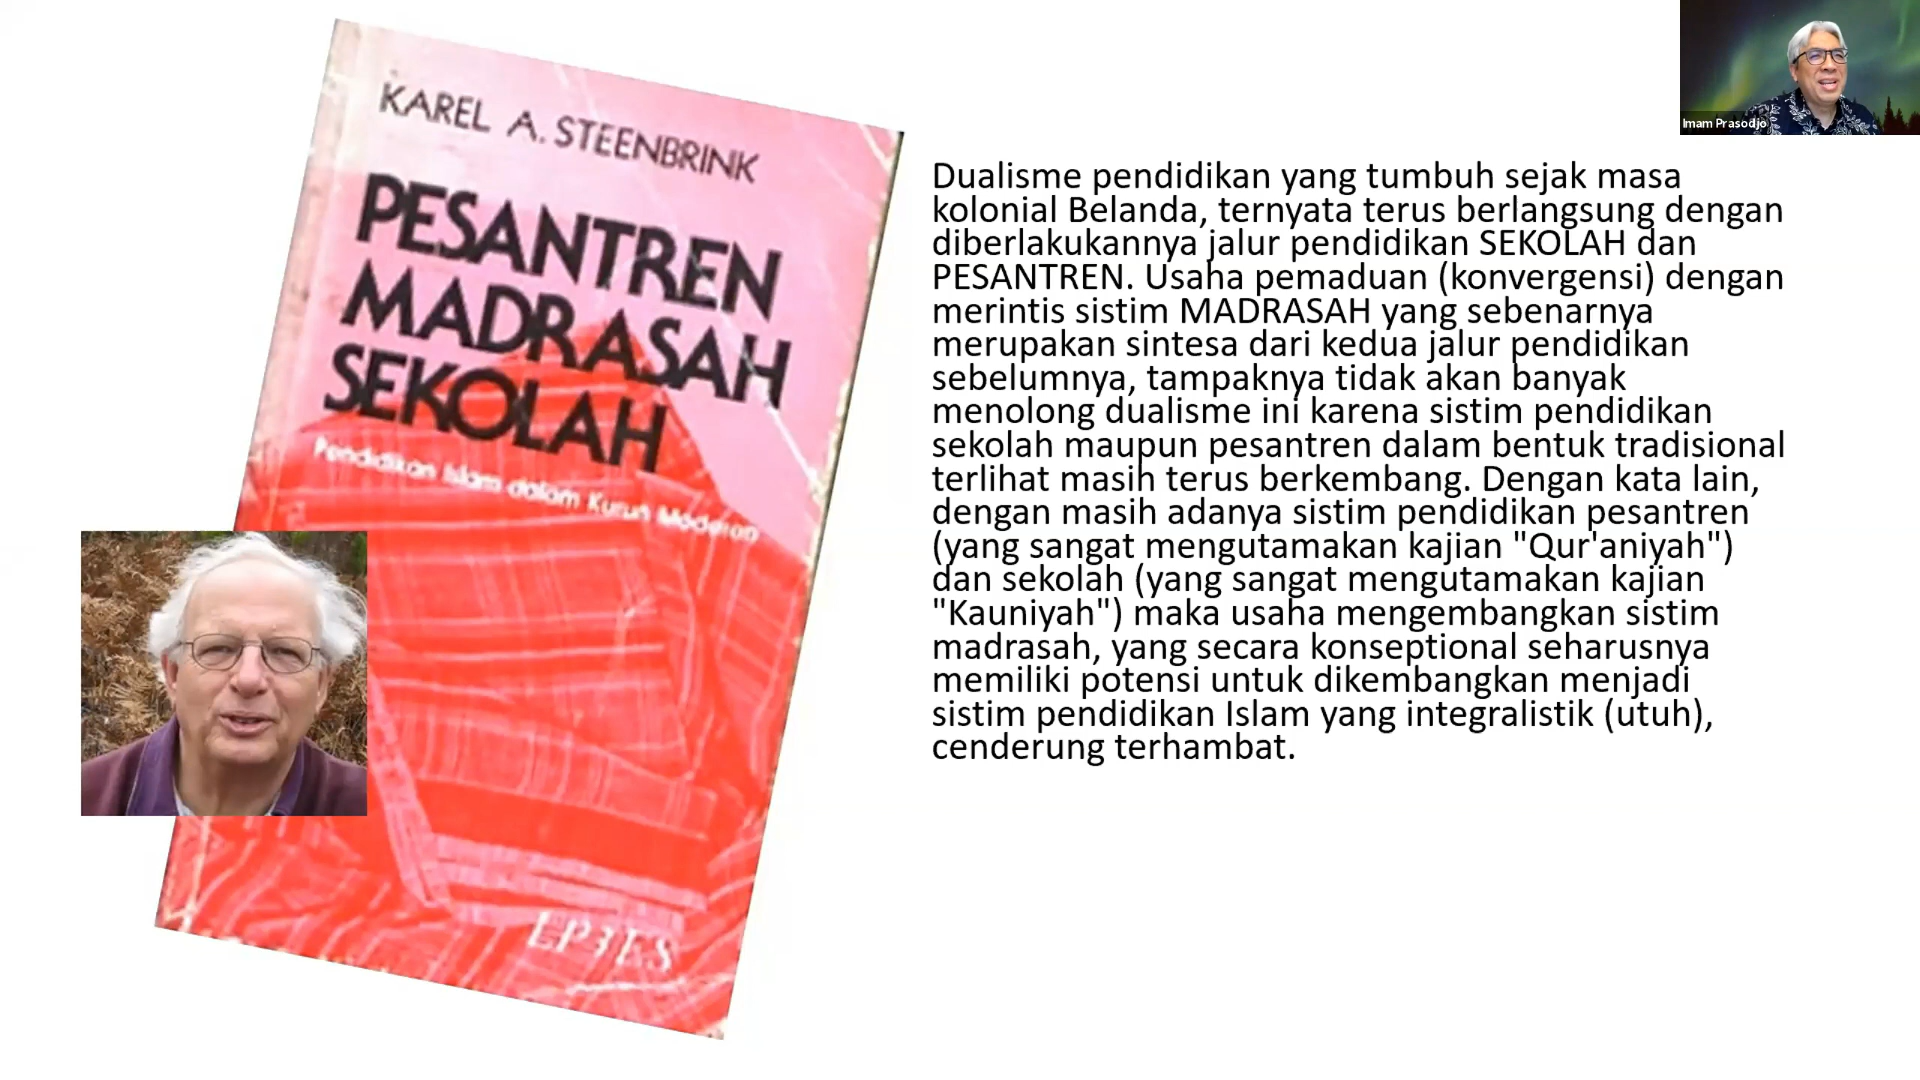 KAREL A. STEENBRINK
PESANTREN
MADRASAH
SEKOLAH
Pendidikan Islam dalam Kurun Moderen
LP3ES
Imam Prasodjo
Dualisme pendidikan yang tumbuh sejak masa
kolonial Belanda, ternyata terus berlangsung dengan
diberlakukannya jalur pendidikan SEKOLAH dan
PESANTREN. Usaha pemaduan (konvergensi) dengan
merintis sistim MADRASAH yang sebenarnya
merupakan sintesa dari kedua jalur pendidikan
sebelumnya, tampaknya tidak akan banyak
menolong dualisme ini karena sistim pendidikan
sekolah maupun pesantren dalam bentuk tradisional
terlihat masih terus berkembang. Dengan kata lain,
dengan masih adanya sistim pendidikan pesantren
(yang sangat mengutamakan kajian "Qur'aniyah")
dan sekolah (yang sangat mengutamakan kajian
"Kauniyah") maka usaha mengembangkan sistim
madrasah, yang secara konseptional seharusnya
memiliki potensi untuk dikembangkan menjadi
sistim pendidikan Islam yang integralistik (utuh),
cenderung terhambat.